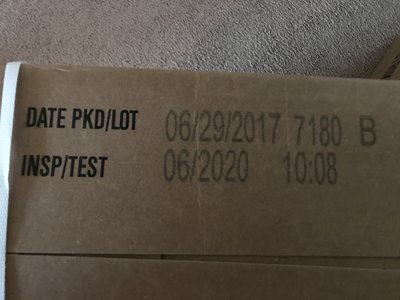 DATE PKD/LOT 06/29/2017 7180 B
INSP/TEST 06/2020 10:08